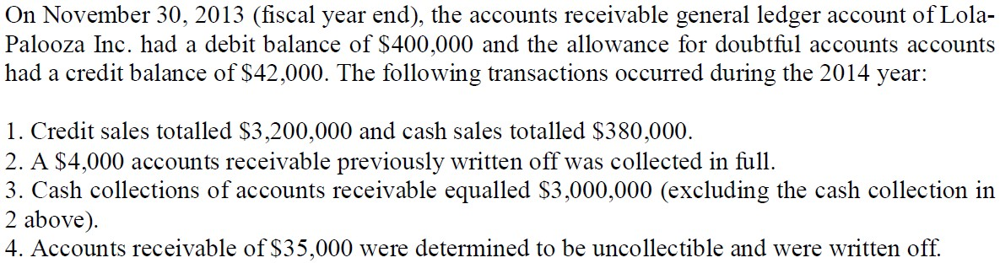 On November 30, 2013 (fiscal year end), the accounts receivable general ledger account of Lola-
Palooza Inc. had a debit balance of $400,000 and the allowance for doubtful accounts accounts
had a credit balance of $42,000. The following transactions occurred during the 2014 year:
1. Credit sales totalled $3,200,000 and cash sales totalled $380,000.
2. A $4,000 accounts receivable previously written off was collected in full.
3. Cash collections of accounts receivable equalled $3,000,000 (excluding the cash collection in
2 above).
4. Accounts receivable of $35,000 were determined to be uncollectible and were written off.